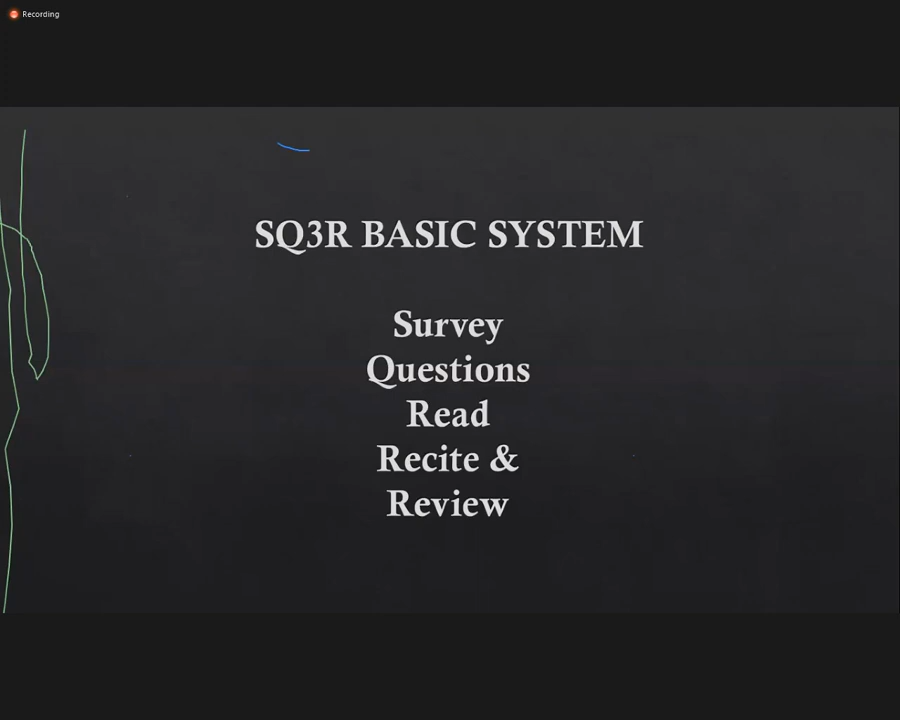 Recording
SQ3R BASIC SYSTEM
Survey
Questions
Read
Recite &
Review